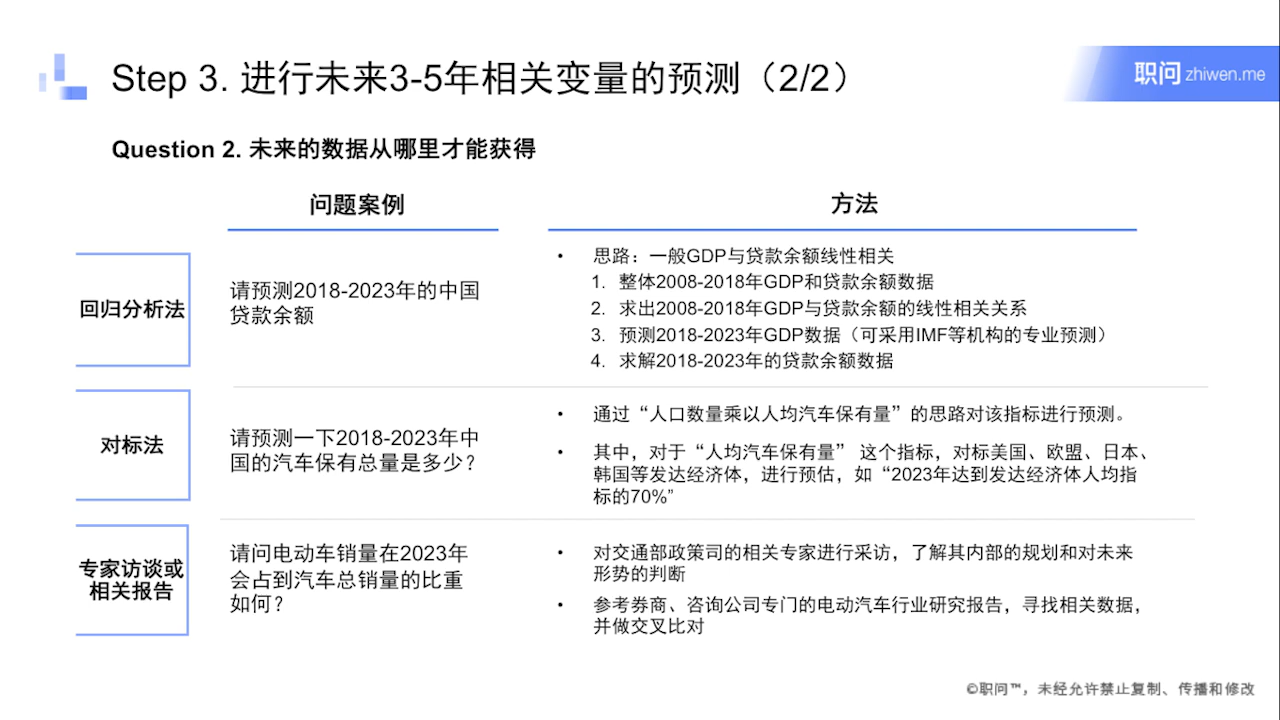 Step 3. 进行未来3-5年相关变量的预测（2/2）
职问 zhiwen.me
Question 2. 未来的数据从哪里才能获得
问题案例
方法
回归分析法
请预测2018-2023年的中国
贷款余额
• 思路：一般GDP与贷款余额线性相关
1. 整体2008-2018年GDP和贷款余额数据
2. 求出2008-2018年GDP与贷款余额的线性相关关系
3. 预测2018-2023年GDP数据（可采用IMF等机构的专业预测）
4. 求解2018-2023年的贷款余额数据
对标法
请预测一下2018-2023年中
国的汽车保有总量是多少？
• 通过“人口数量乘以人均汽车保有量”的思路对该指标进行预测。
• 其中，对于“人均汽车保有量” 这个指标，对标美国、欧盟、日本、
韩国等发达经济体，进行预估，如“2023年达到发达经济体人均指
标的70%”
专家访谈或
相关报告
请问电动车销量在2023年
会占到汽车总销量的比重
如何？
• 对交通部政策司的相关专家进行采访，了解其内部的规划和对未来
形势的判断
• 参考券商、咨询公司专门的电动汽车行业研究报告，寻找相关数据，
并做交叉比对
©职问™，未经允许禁止复制、传播和修改